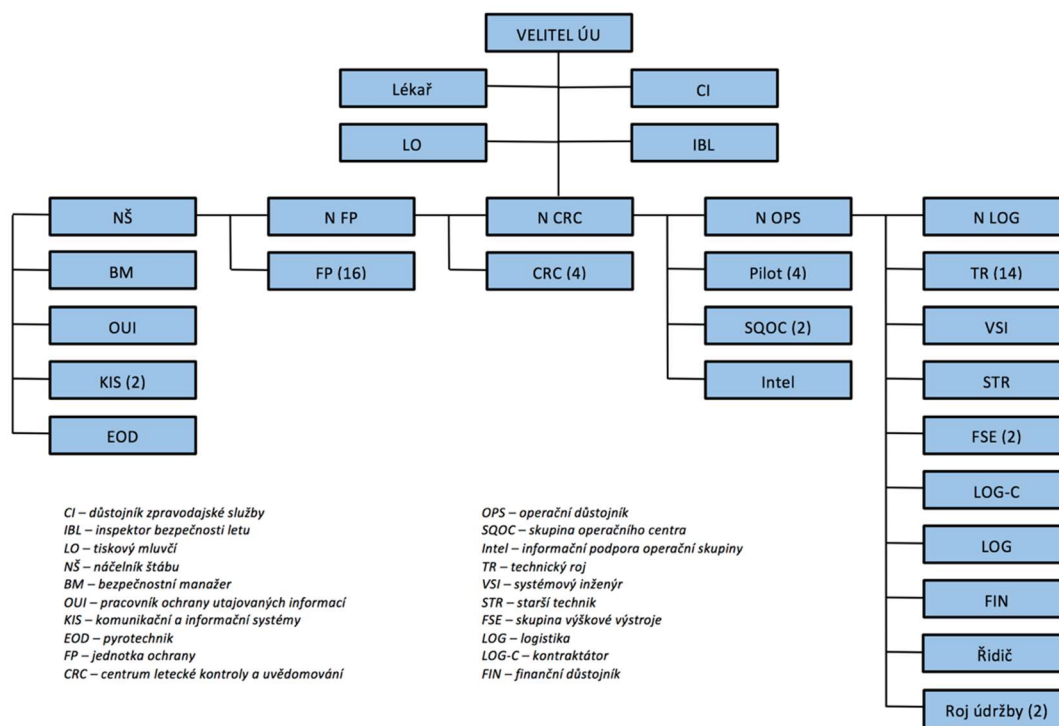 VELITEL ÚU
Lékař
CI
LO
IBL
NŠ
N FP
N CRC
N OPS
N LOG
BM
FP (16)
CRC (4)
Pilot (4)
TR (14)
OUI
SQOC (2)
VSI
KIS (2)
Intel
STR
EOD
FSE (2)
LOG-C
LOG
FIN
Řidič
Roj údržby (2)
CI – důstojník zpravodajské služby
IBL – inspektor bezpečnosti letu
LO – tiskový mluvčí
NŠ – náčelník štábu
BM – bezpečnostní manažer
OUI – pracovník ochrany utajovaných informací
KIS – komunikační a informační systémy
EOD – pyrotechnik
FP – jednotka ochrany
CRC – centrum letecké kontroly a uvědomování
OPS – operační důstojník
SQOC – skupina operačního centra
Intel – informační podpora operační skupiny
TR – technický roj
VSI – systémový inženýr
STR – starší technik
FSE – skupina výškové výstroje
LOG – logistika
LOG-C – kontraktátor
FIN – finanční důstojník